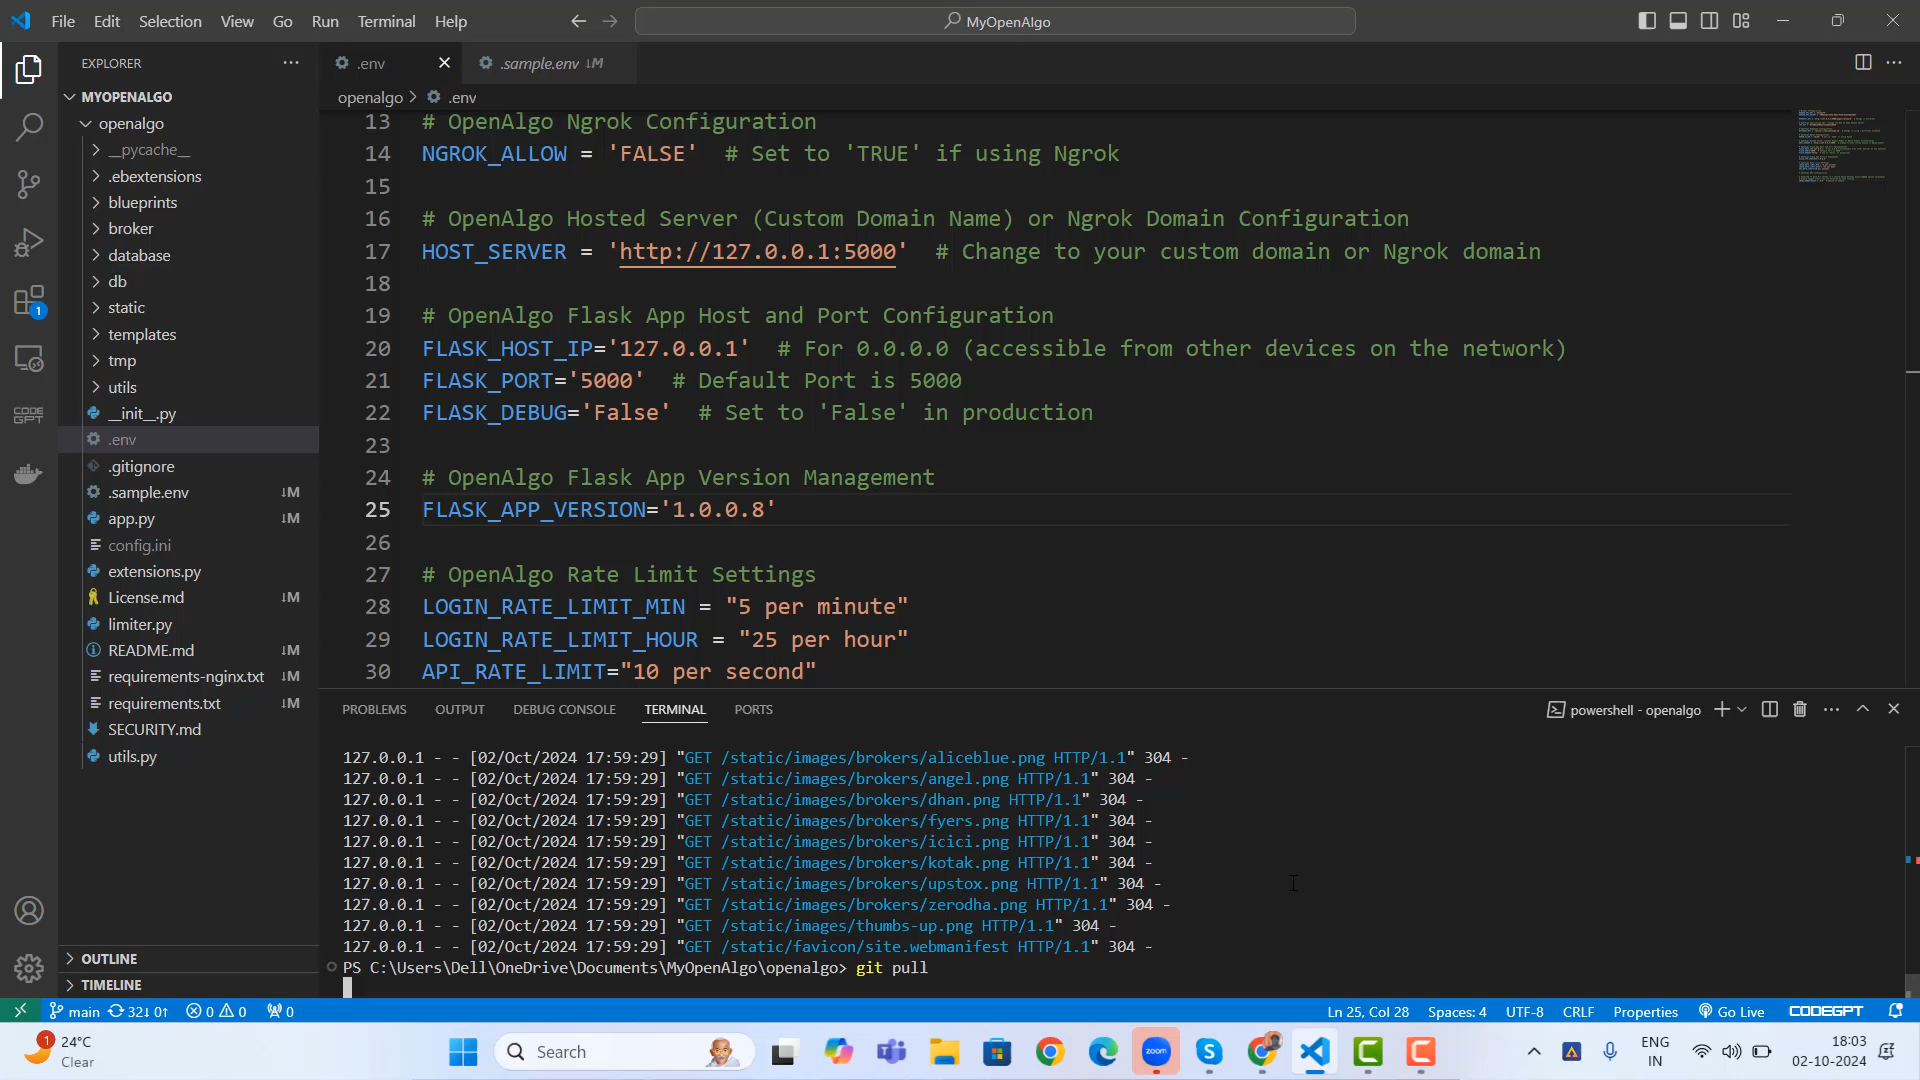 File Edit Selection View Go Run Terminal Help
MyOpenAlgo
EXPLORER
.env
.sample.env ↓M
MYOPENALGO
openalgo > .env
openalgo
__pycache__
.ebextensions
blueprints
broker
database
db
static
templates
tmp
utils
__init__.py
.env
.gitignore
.sample.env ↓M
app.py ↓M
config.ini
extensions.py
License.md ↓M
limiter.py
README.md ↓M
requirements-nginx.txt ↓M
requirements.txt ↓M
SECURITY.md
utils.py
OUTLINE
TIMELINE
CODE
GPT
1
13 # OpenAlgo Ngrok Configuration
14 NGROK_ALLOW = 'FALSE' # Set to 'TRUE' if using Ngrok
15
16 # OpenAlgo Hosted Server (Custom Domain Name) or Ngrok Domain Configuration
17 HOST_SERVER = 'http://127.0.0.1:5000' # Change to your custom domain or Ngrok domain
18
19 # OpenAlgo Flask App Host and Port Configuration
20 FLASK_HOST_IP='127.0.0.1' # For 0.0.0.0 (accessible from other devices on the network)
21 FLASK_PORT='5000' # Default Port is 5000
22 FLASK_DEBUG='False' # Set to 'False' in production
23
24 # OpenAlgo Flask App Version Management
25 FLASK_APP_VERSION='1.0.0.8'
26
27 # OpenAlgo Rate Limit Settings
28 LOGIN_RATE_LIMIT_MIN = "5 per minute"
29 LOGIN_RATE_LIMIT_HOUR = "25 per hour"
30 API_RATE_LIMIT="10 per second"
PROBLEMS OUTPUT DEBUG CONSOLE TERMINAL PORTS
powershell - openalgo
127.0.0.1 - - [02/Oct/2024 17:59:29] "GET /static/images/brokers/aliceblue.png HTTP/1.1" 304 -
127.0.0.1 - - [02/Oct/2024 17:59:29] "GET /static/images/brokers/angel.png HTTP/1.1" 304 -
127.0.0.1 - - [02/Oct/2024 17:59:29] "GET /static/images/brokers/dhan.png HTTP/1.1" 304 -
127.0.0.1 - - [02/Oct/2024 17:59:29] "GET /static/images/brokers/fyers.png HTTP/1.1" 304 -
127.0.0.1 - - [02/Oct/2024 17:59:29] "GET /static/images/brokers/icici.png HTTP/1.1" 304 -
127.0.0.1 - - [02/Oct/2024 17:59:29] "GET /static/images/brokers/kotak.png HTTP/1.1" 304 -
127.0.0.1 - - [02/Oct/2024 17:59:29] "GET /static/images/brokers/upstox.png HTTP/1.1" 304 -
127.0.0.1 - - [02/Oct/2024 17:59:29] "GET /static/images/brokers/zerodha.png HTTP/1.1" 304 -
127.0.0.1 - - [02/Oct/2024 17:59:29] "GET /static/images/thumbs-up.png HTTP/1.1" 304 -
127.0.0.1 - - [02/Oct/2024 17:59:29] "GET /static/favicon/site.webmanifest HTTP/1.1" 304 -
PS C:\Users\Dell\OneDrive\Documents\MyOpenAlgo\openalgo> git pull
main 32↓ 0↑ 0 0 0
Ln 25, Col 28 Spaces: 4 UTF-8 CRLF Properties Go Live CODEGPT
1
24°C
Clear
Search
zoom
ENG
IN
18:03
02-10-2024